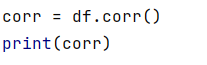 corr = df.corr()
print(corr)